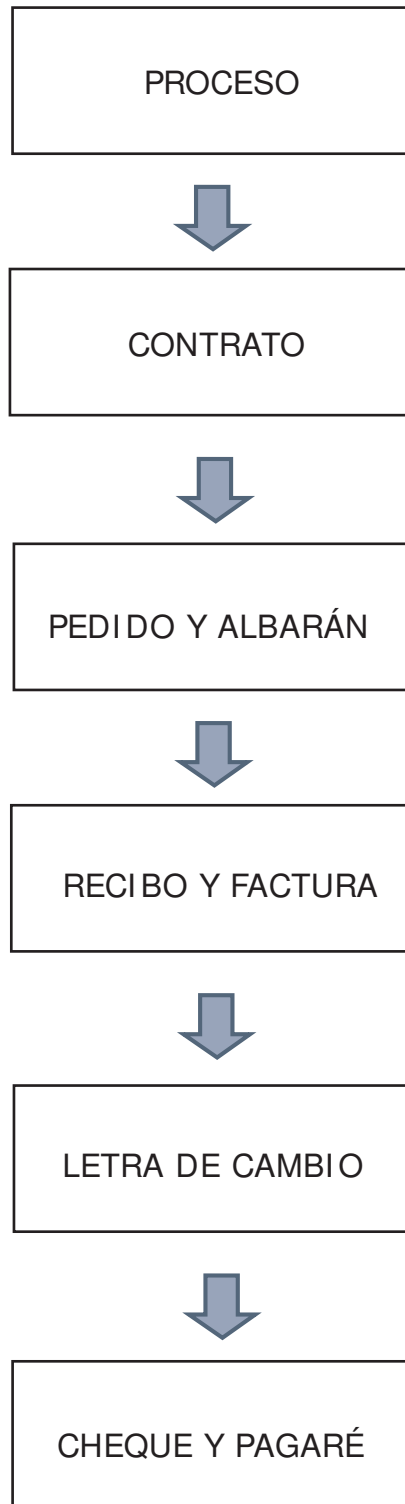 PROCESO
CONTRATO
PEDIDO Y ALBARÁN
RECIBO Y FACTURA
LETRA DE CAMBIO
CHEQUE Y PAGARÉ